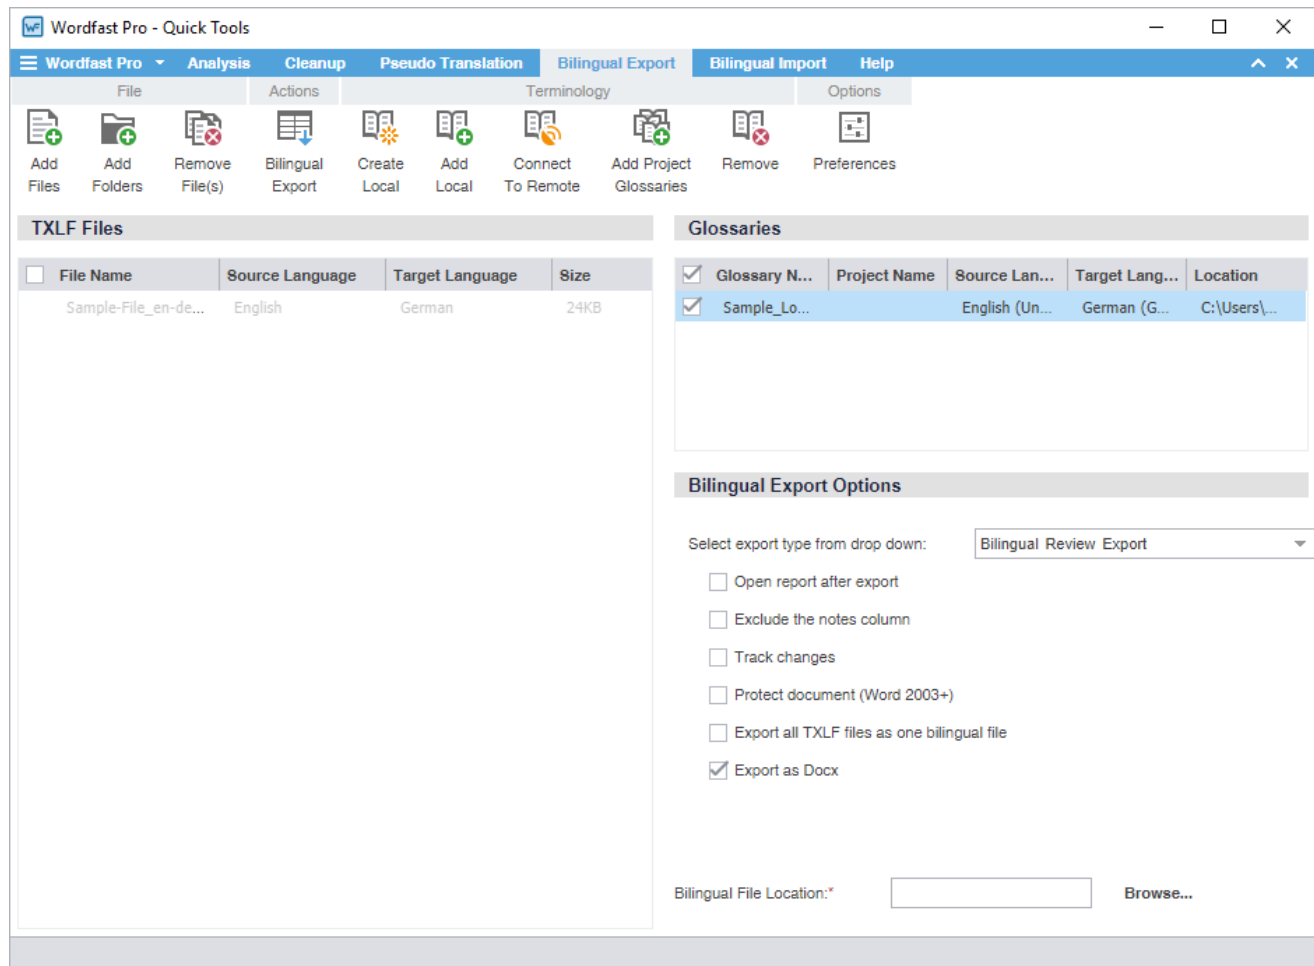 Wordfast Pro - Quick Tools
Wordfast Pro Analysis Cleanup Pseudo Translation Bilingual Export Bilingual Import Help
File Actions Terminology Options
Add Files
Add Folders
Remove File(s)
Bilingual Export
Create Local
Add Local
Connect To Remote
Add Project Glossaries
Remove
Preferences
TXLF Files
File Name Source Language Target Language Size
Sample-File_en-de... English German 24KB
Glossaries
Glossary N... Project Name Source Lan... Target Lang... Location
Sample_Lo... English (Un... German (G... C:\Users\...
Bilingual Export Options
Select export type from drop down: Bilingual Review Export
Open report after export
Exclude the notes column
Track changes
Protect document (Word 2003+)
Export all TXLF files as one bilingual file
Export as Docx
Bilingual File Location:* Browse...